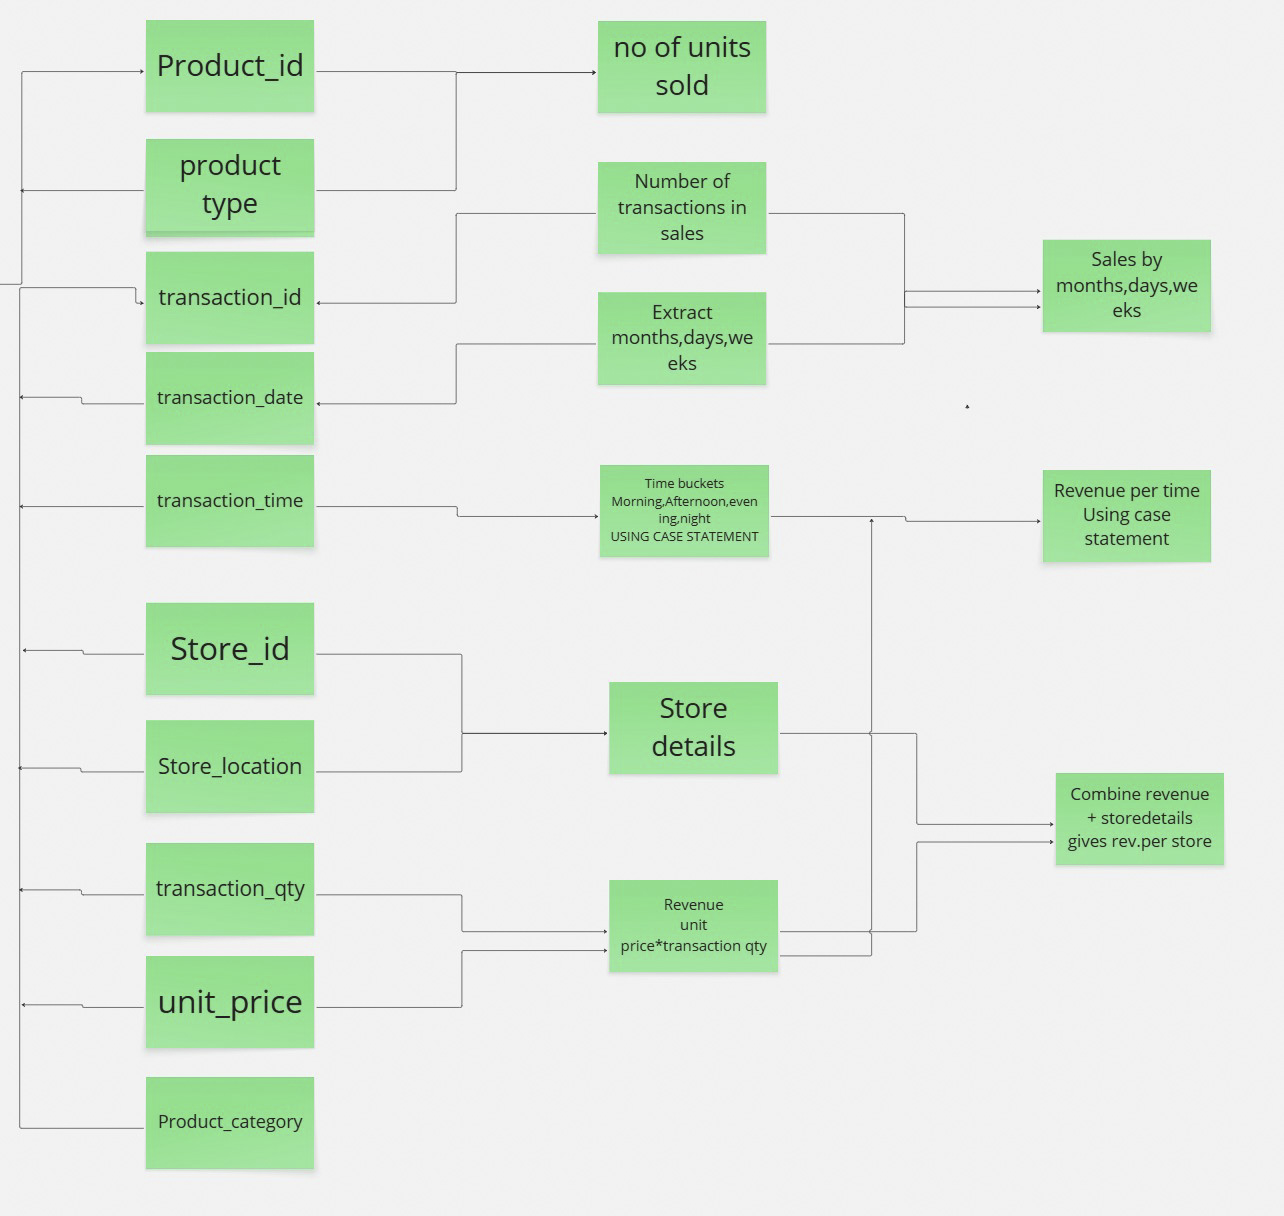 Product_id
no of units
sold
product
type
Number of
transactions in
sales
transaction_id
Sales by
months,days,we
eks
Extract
months,days,we
eks
transaction_date
transaction_time
Time buckets
Morning,Afternoon,even
ing,night
USING CASE STATEMENT
Revenue per time
Using case
statement
Store_id
Store
details
Store_location
Combine revenue
+ storedetails
gives rev.per store
transaction_qty
Revenue
unit
price*transaction qty
unit_price
Product_category